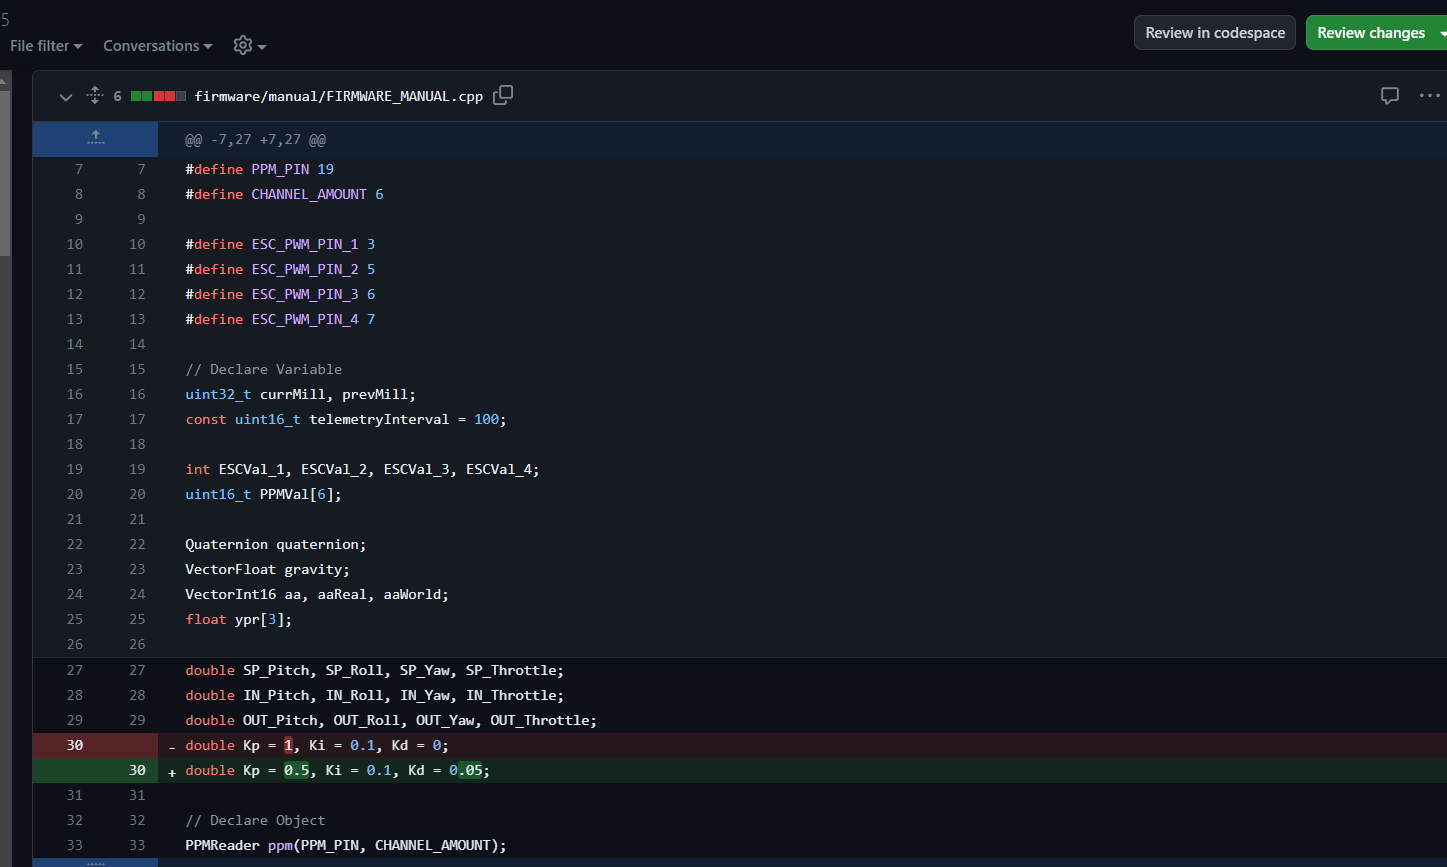 5
File filter Conversations
Review in codespace Review changes
6 firmware/manual/FIRMWARE_MANUAL.cpp
@@ -7,27 +7,27 @@
7 7 #define PPM_PIN 19
8 8 #define CHANNEL_AMOUNT 6
9 9
10 10 #define ESC_PWM_PIN_1 3
11 11 #define ESC_PWM_PIN_2 5
12 12 #define ESC_PWM_PIN_3 6
13 13 #define ESC_PWM_PIN_4 7
14 14
15 15 // Declare Variable
16 16 uint32_t currMill, prevMill;
17 17 const uint16_t telemetryInterval = 100;
18 18
19 19 int ESCVal_1, ESCVal_2, ESCVal_3, ESCVal_4;
20 20 uint16_t PPMVal[6];
21 21
22 22 Quaternion quaternion;
23 23 VectorFloat gravity;
24 24 VectorInt16 aa, aaReal, aaWorld;
25 25 float ypr[3];
26 26
27 27 double SP_Pitch, SP_Roll, SP_Yaw, SP_Throttle;
28 28 double IN_Pitch, IN_Roll, IN_Yaw, IN_Throttle;
29 29 double OUT_Pitch, OUT_Roll, OUT_Yaw, OUT_Throttle;
30 - double Kp = 1, Ki = 0.1, Kd = 0;
30 + double Kp = 0.5, Ki = 0.1, Kd = 0.05;
31 31
32 32 // Declare Object
33 33 PPMReader ppm(PPM_PIN, CHANNEL_AMOUNT);